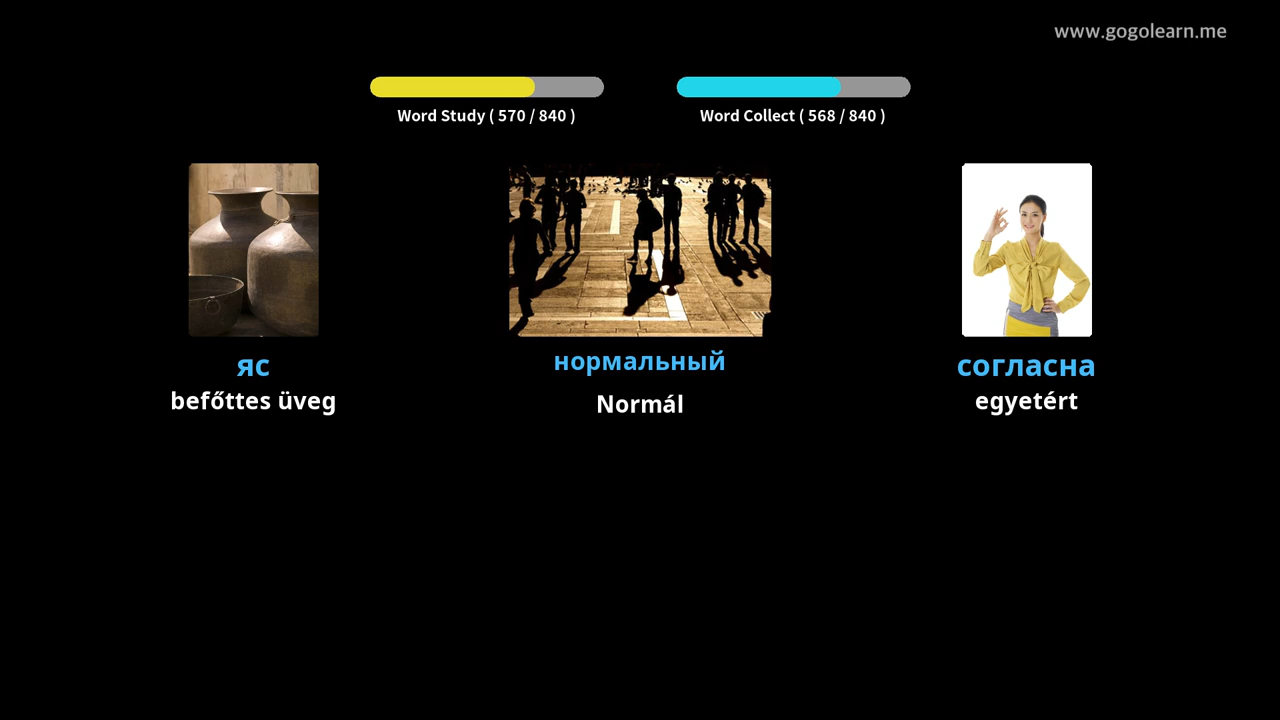 www.gogolearn.me
Word Study ( 570 / 840 )
Word Collect ( 568 / 840 )
яс
befőttes üveg
нормальный
Normál
согласна
egyetért